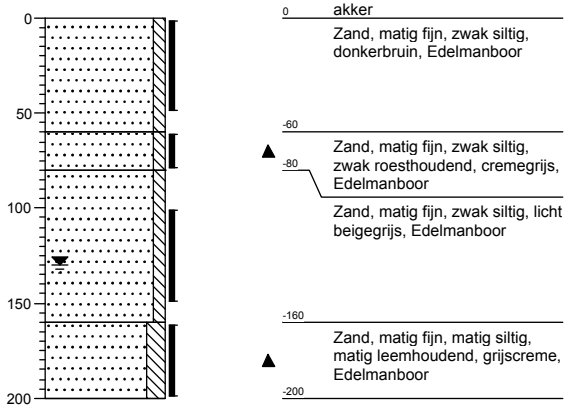 0
50
100
150
200
0
akker
Zand, matig fijn, zwak siltig,
donkerbruin, Edelmanboor
-60
Zand, matig fijn, zwak siltig,
zwak roesthoudend, cremegrijs,
Edelmanboor
-80
Zand, matig fijn, zwak siltig, licht
beigegrijs, Edelmanboor
-160
Zand, matig fijn, matig siltig,
matig leemhoudend, grijscreme,
Edelmanboor
-200